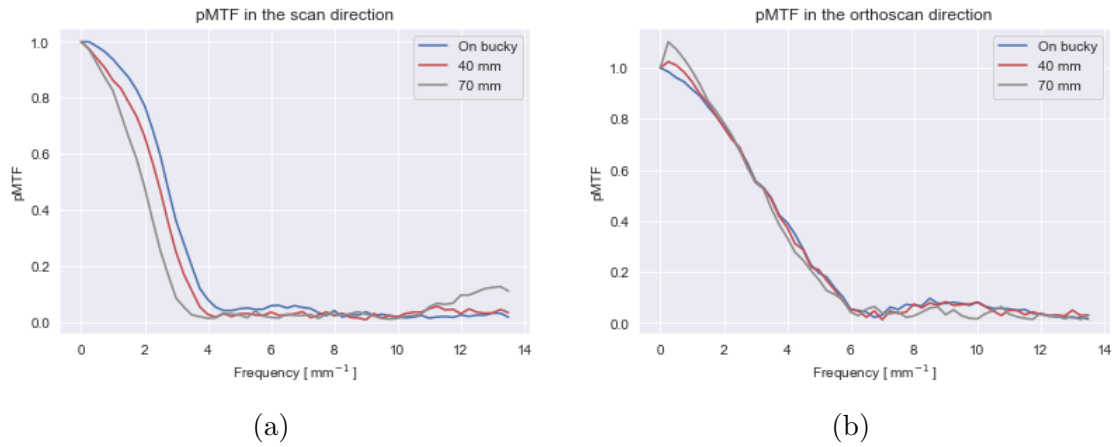 pMTF in the scan direction
1.0
0.8
0.6
0.4
0.2
0.0
pMTF
0 2 4 6 8 10 12 14
Frequency [ mm⁻¹ ]
On bucky
40 mm
70 mm
(a)
pMTF in the orthoscan direction
1.0
0.8
0.6
0.4
0.2
0.0
pMTF
0 2 4 6 8 10 12 14
Frequency [ mm⁻¹ ]
On bucky
40 mm
70 mm
(b)